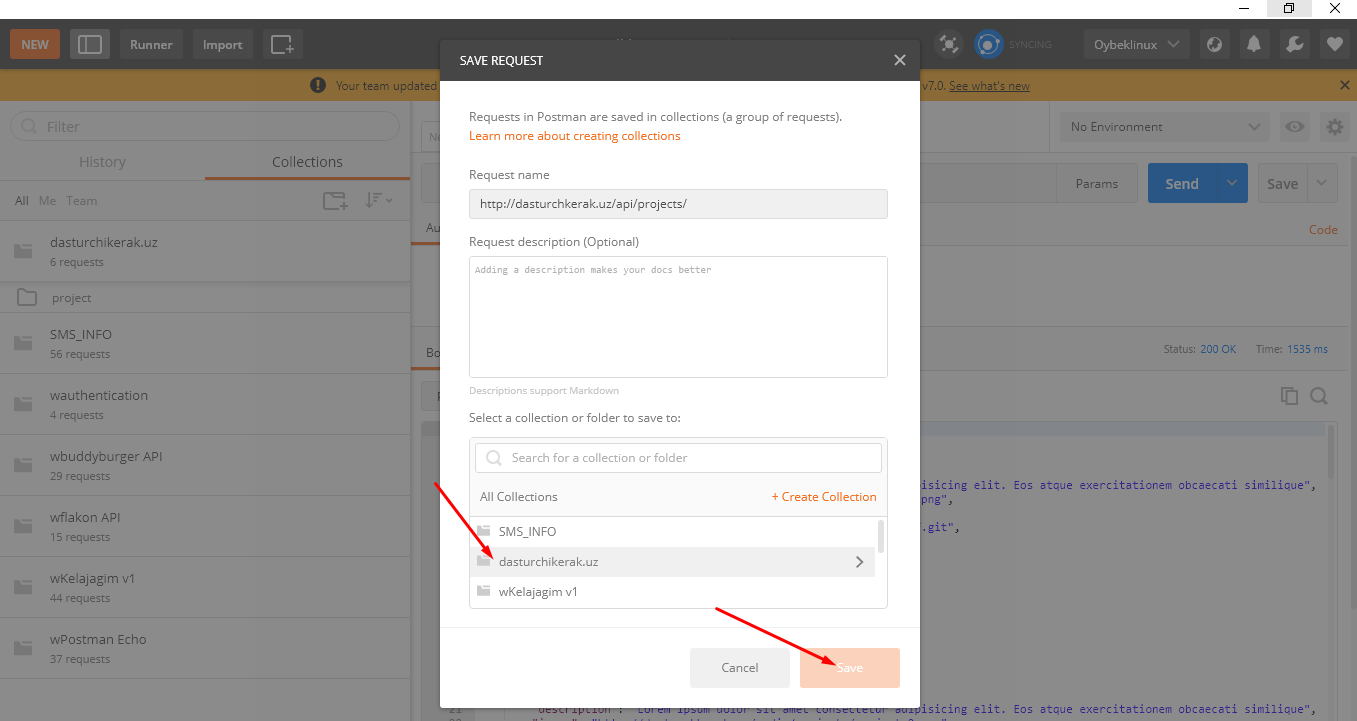 NEW
Runner
Import
SYNCING
Oybeklinux
Your team updated
v7.0. See what's new
Filter
History
Collections
All Me Team
dasturchikerak.uz
6 requests
project
SMS_INFO
56 requests
wauthentication
4 requests
wbuddyburger API
29 requests
wflakon API
15 requests
wKelajagim v1
44 requests
wPostman Echo
37 requests
SAVE REQUEST
Requests in Postman are saved in collections (a group of requests).
Learn more about creating collections
Request name
http://dasturchkerak.uz/api/projects/
Request description (Optional)
Adding a description makes your docs better
Descriptions support Markdown
Select a collection or folder to save to:
Search for a collection or folder
All Collections
+ Create Collection
SMS_INFO
dasturchikerak.uz
wKelajagim v1
Cancel
Save
No Environment
Params
Send
Save
Code
Status: 200 OK
Time: 1535 ms
isicing elit. Eos atque exercitationem obcaecati similique",
png",
.git",
"description": "Lorem ipsum dolor sit amet consectetur adipisicing elit. Eos atque exercitationem obcaecati similique",